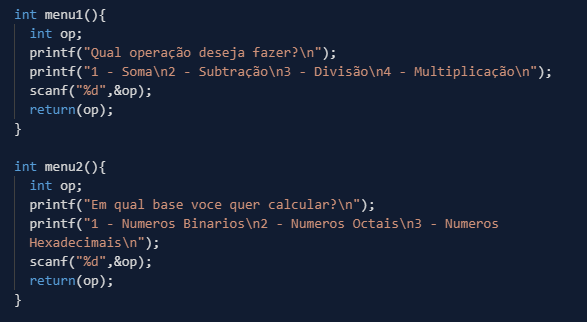 int menu1(){
  int op;
  printf("Qual operação deseja fazer?\n");
  printf("1 - Soma\n2 - Subtração\n3 - Divisão\n4 - Multiplicação\n");
  scanf("%d",&op);
  return(op);
}

int menu2(){
  int op;
  printf("Em qual base voce quer calcular?\n");
  printf("1 - Numeros Binarios\n2 - Numeros Octais\n3 - Numeros
  Hexadecimais\n");
  scanf("%d",&op);
  return(op);
}